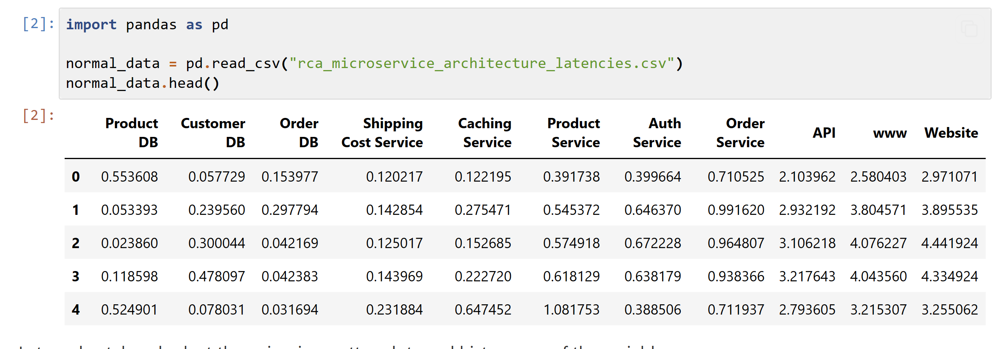 [2]: import pandas as pd
normal_data = pd.read_csv("rca_microservice_architecture_latencies.csv")
normal_data.head()
[2]:
Product DB Customer DB Order DB Shipping Cost Service Caching Service Product Service Auth Service Order Service API www Website
0 0.553608 0.057729 0.153977 0.120217 0.122195 0.391738 0.399664 0.710525 2.103962 2.580403 2.971071
1 0.053393 0.239560 0.297794 0.142854 0.275471 0.545372 0.646370 0.991620 2.932192 3.804571 3.895535
2 0.023860 0.300044 0.042169 0.125017 0.152685 0.574918 0.672228 0.964807 3.106218 4.076227 4.441924
3 0.118598 0.478097 0.042383 0.143969 0.222720 0.618129 0.638179 0.938366 3.217643 4.043560 4.334924
4 0.524901 0.078031 0.031694 0.231884 0.647452 1.081753 0.388506 0.711937 2.793605 3.215307 3.255062